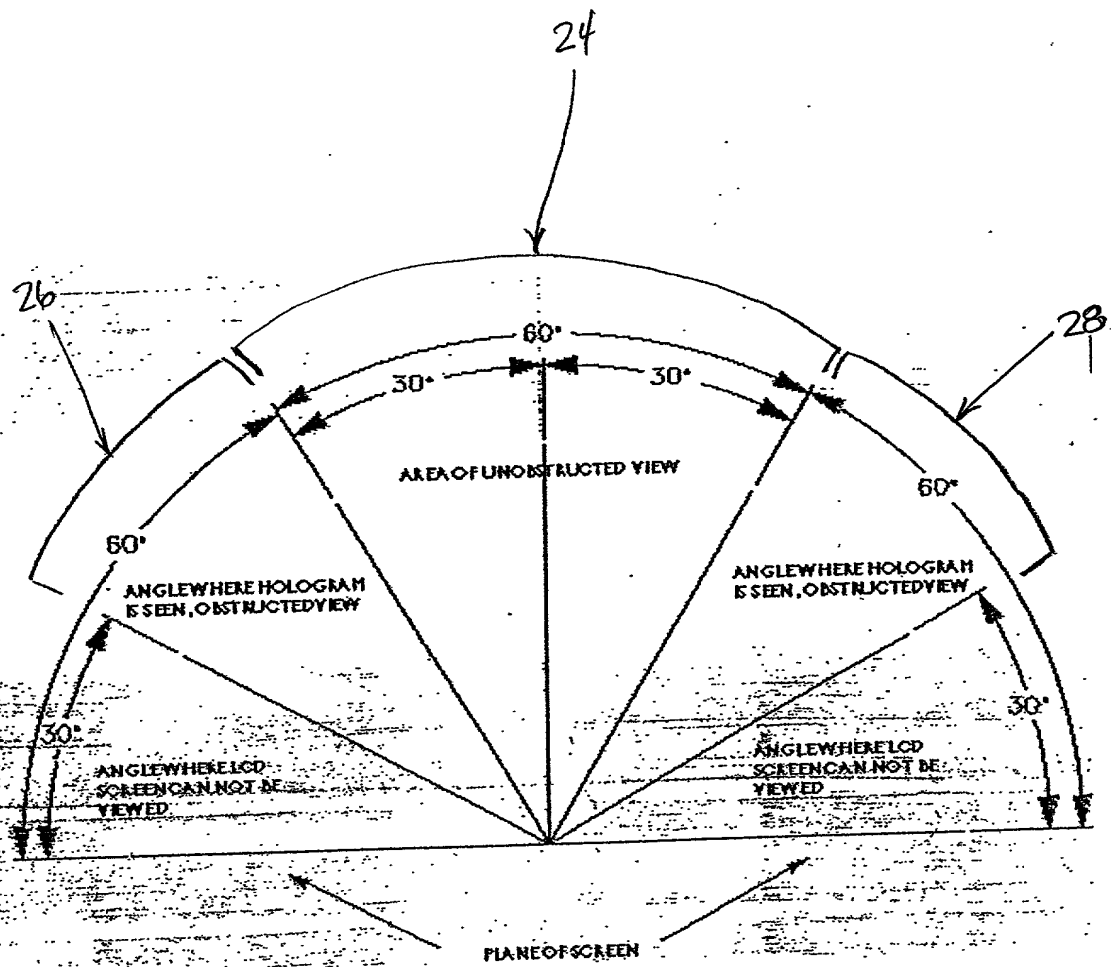 24
26
28
60°
30°
30°
AREA OF UNOBSTRUCTED VIEW
60°
60°
ANGLE WHERE HOLOGRAM
IS SEEN, OBSTRUCTED VIEW
ANGLE WHERE HOLOGRAM
IS SEEN, OBSTRUCTED VIEW
30°
30°
ANGLE WHERE LCD
SCREEN CAN NOT BE
VIEWED
ANGLE WHERE LCD
SCREEN CAN NOT BE
VIEWED
PLANE OF SCREEN